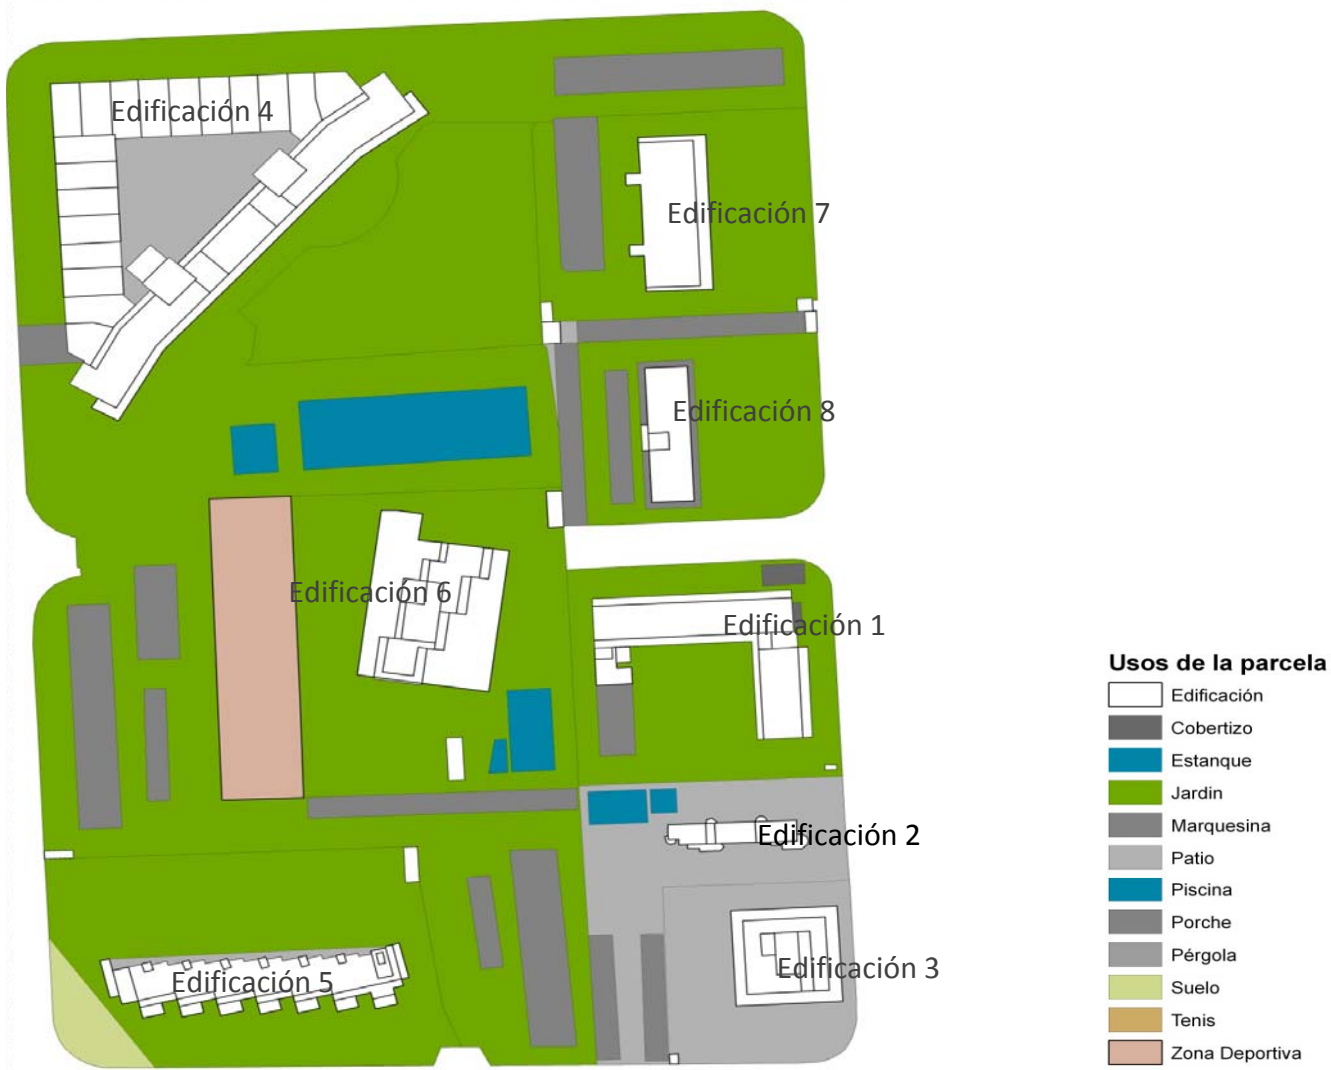 Edificación 4
Edificación 7
Edificación 8
Edificación 6
Edificación 1
Edificación 2
Edificación 3
Edificación 5
Usos de la parcela
Edificación
Cobertizo
Estanque
Jardin
Marquesina
Patio
Piscina
Porche
Pérgola
Suelo
Tenis
Zona Deportiva